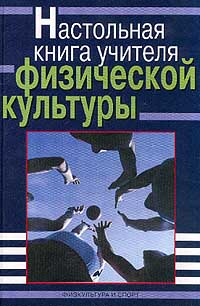 Настольная
книга учителя
физической
культуры
ФИЗКУЛЬТУРА И СПОРТ